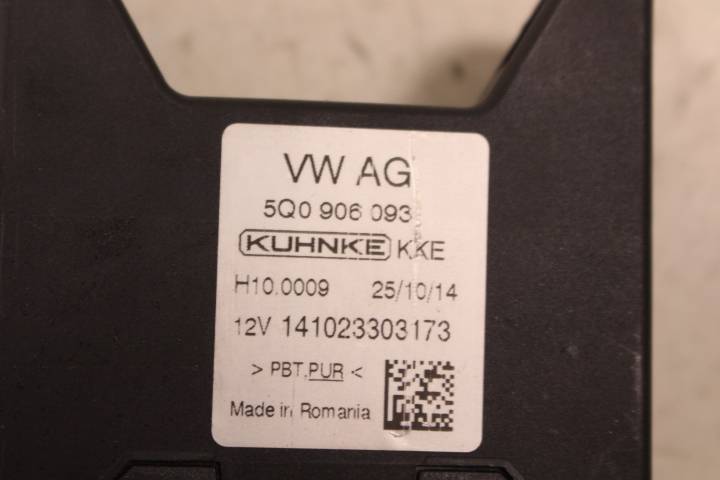 VW AG
5Q0 906 093
KUHNKE KKE
H10.0009 25/10/14
12V 141023303173
> PBT,PUR <
Made in Romania